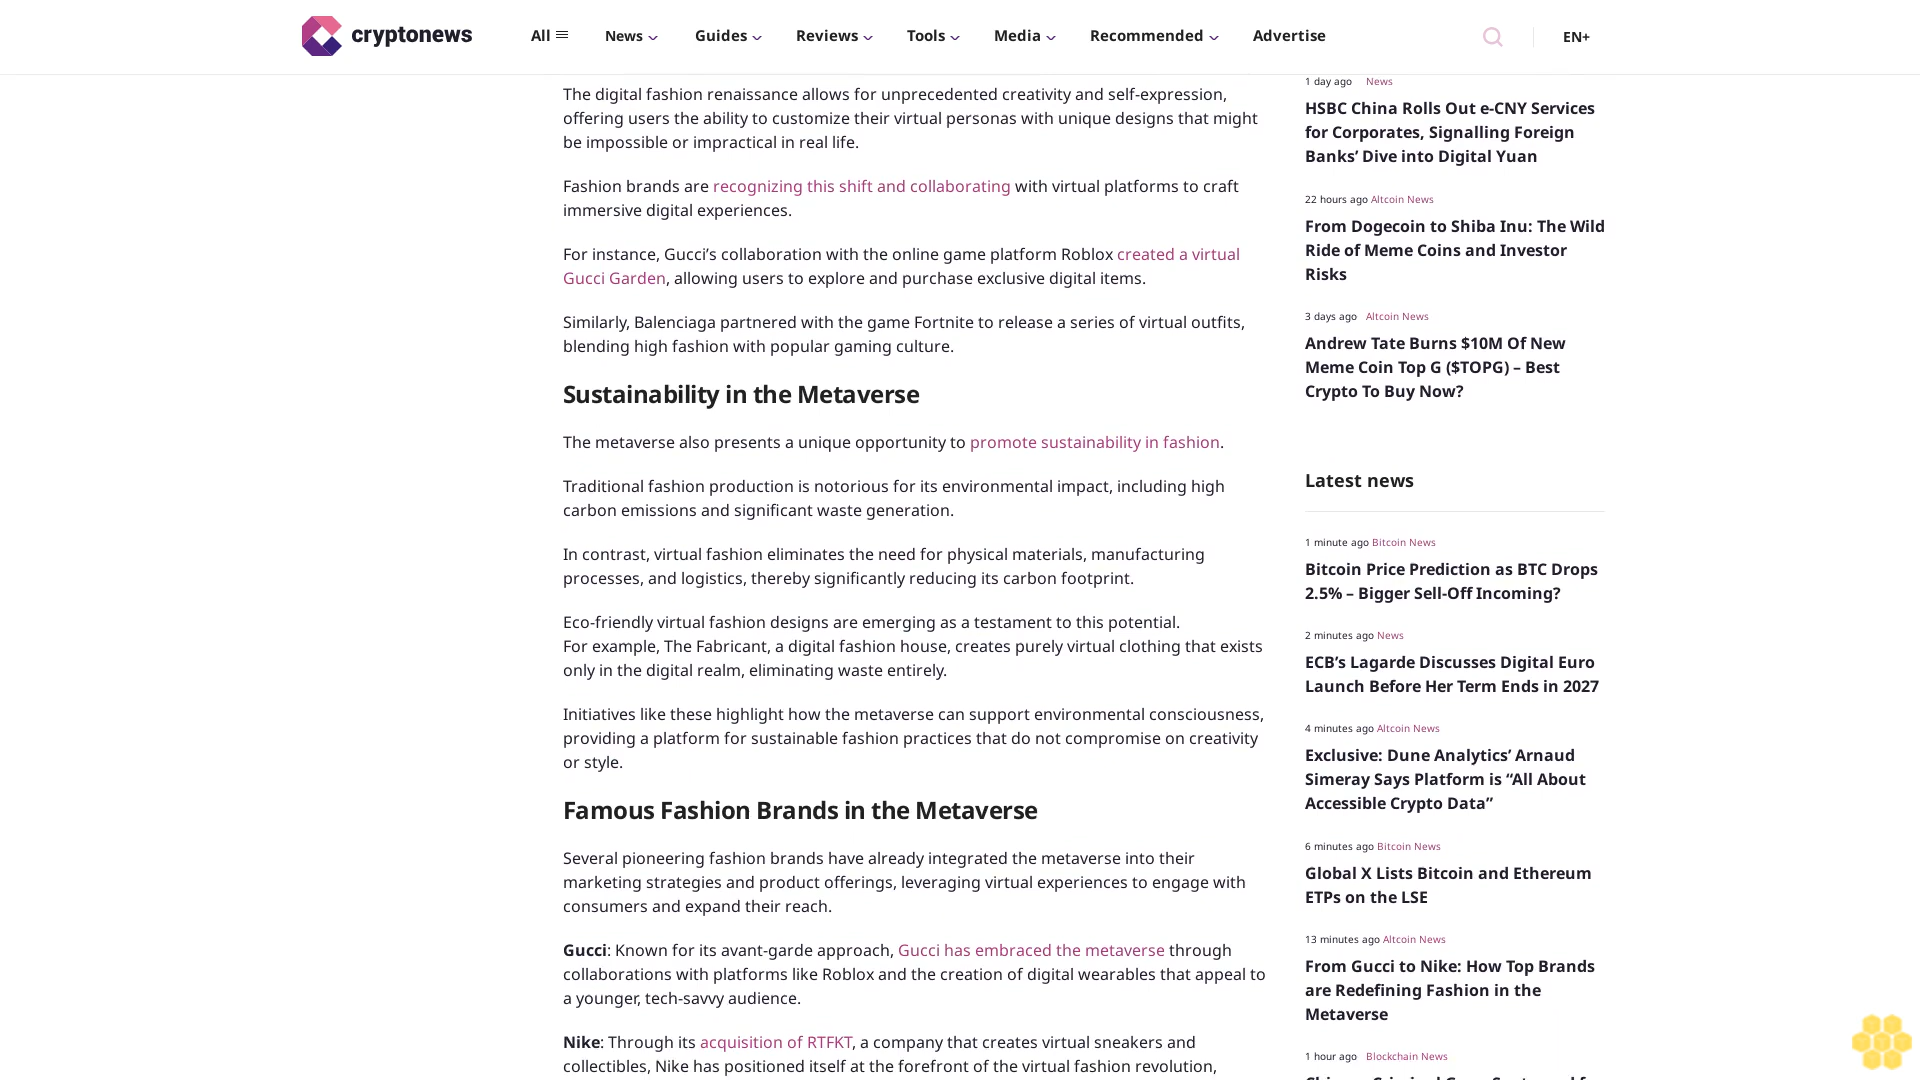 cryptonews
All
News
Guides
Reviews
Tools
Media
Recommended
Advertise
EN+
The digital fashion renaissance allows for unprecedented creativity and self-expression,
offering users the ability to customize their virtual personas with unique designs that might
be impossible or impractical in real life.
Fashion brands are recognizing this shift and collaborating with virtual platforms to craft
immersive digital experiences.
For instance, Gucci’s collaboration with the online game platform Roblox created a virtual
Gucci Garden, allowing users to explore and purchase exclusive digital items.
Similarly, Balenciaga partnered with the game Fortnite to release a series of virtual outfits,
blending high fashion with popular gaming culture.
Sustainability in the Metaverse
The metaverse also presents a unique opportunity to promote sustainability in fashion.
Traditional fashion production is notorious for its environmental impact, including high
carbon emissions and significant waste generation.
In contrast, virtual fashion eliminates the need for physical materials, manufacturing
processes, and logistics, thereby significantly reducing its carbon footprint.
Eco-friendly virtual fashion designs are emerging as a testament to this potential.
For example, The Fabricant, a digital fashion house, creates purely virtual clothing that exists
only in the digital realm, eliminating waste entirely.
Initiatives like these highlight how the metaverse can support environmental consciousness,
providing a platform for sustainable fashion practices that do not compromise on creativity
or style.
Famous Fashion Brands in the Metaverse
Several pioneering fashion brands have already integrated the metaverse into their
marketing strategies and product offerings, leveraging virtual experiences to engage with
consumers and expand their reach.
Gucci: Known for its avant-garde approach, Gucci has embraced the metaverse through
collaborations with platforms like Roblox and the creation of digital wearables that appeal to
a younger, tech-savvy audience.
Nike: Through its acquisition of RTFKT, a company that creates virtual sneakers and
collectibles, Nike has positioned itself at the forefront of the virtual fashion revolution,
1 day ago News
HSBC China Rolls Out e-CNY Services
for Corporates, Signalling Foreign
Banks’ Dive into Digital Yuan
22 hours ago Altcoin News
From Dogecoin to Shiba Inu: The Wild
Ride of Meme Coins and Investor
Risks
3 days ago Altcoin News
Andrew Tate Burns $10M Of New
Meme Coin Top G ($TOPG) – Best
Crypto To Buy Now?
Latest news
1 minute ago Bitcoin News
Bitcoin Price Prediction as BTC Drops
2.5% – Bigger Sell-Off Incoming?
2 minutes ago News
ECB’s Lagarde Discusses Digital Euro
Launch Before Her Term Ends in 2027
4 minutes ago Altcoin News
Exclusive: Dune Analytics’ Arnaud
Simeray Says Platform is “All About
Accessible Crypto Data”
6 minutes ago Bitcoin News
Global X Lists Bitcoin and Ethereum
ETPs on the LSE
13 minutes ago Altcoin News
From Gucci to Nike: How Top Brands
are Redefining Fashion in the
Metaverse
1 hour ago Blockchain News